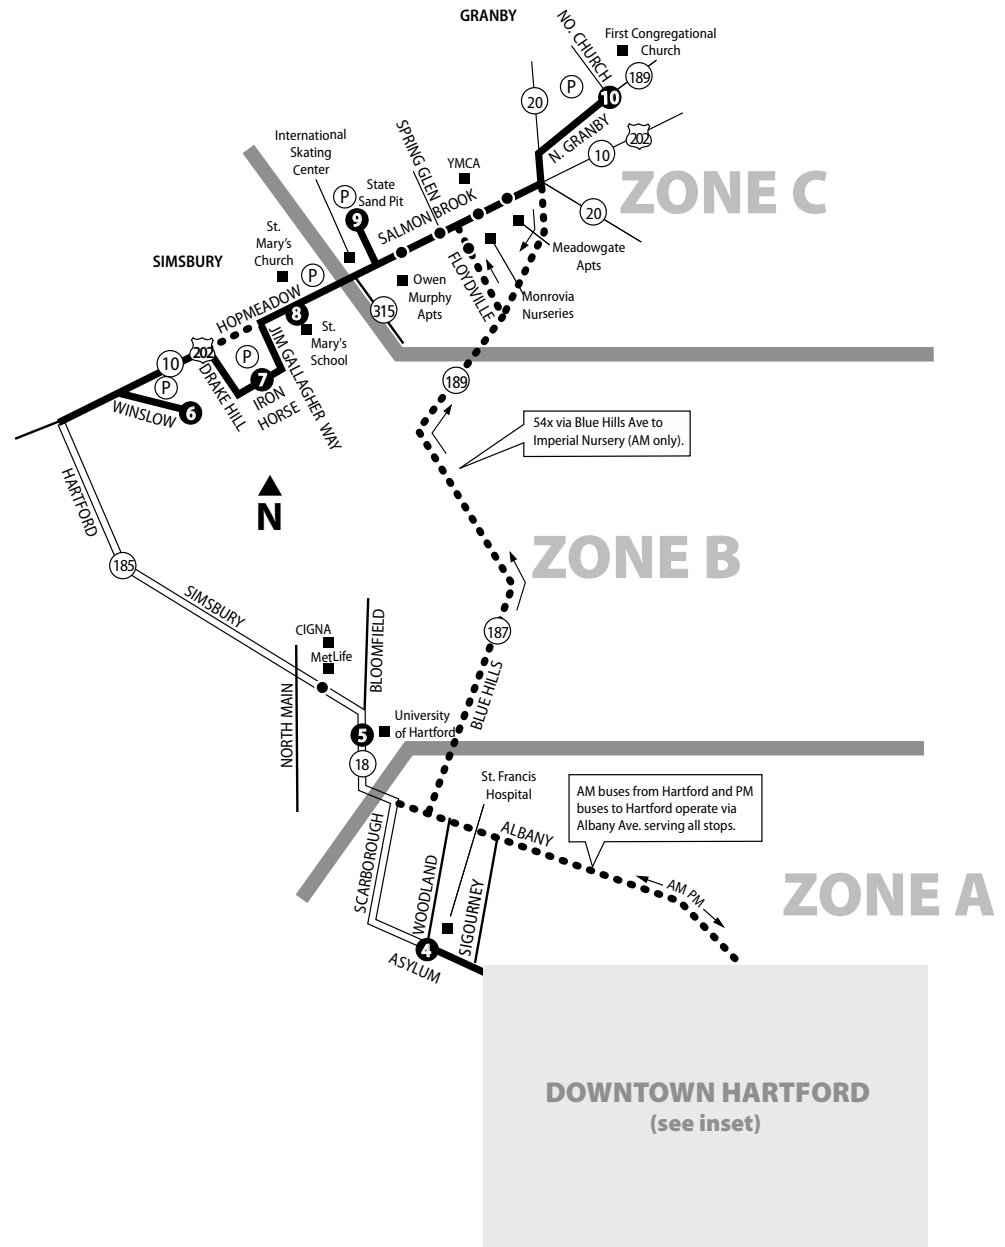 GRANBY
NO. CHURCH
First Congregational
Church
189
P
10
20
N. GRANBY
202
10
20
ZONE C
International
Skating
Center
SPRING GLEN
YMCA
P
State
Sand Pit
9
SALMON BROOK
St.
Mary's
Church
SIMSBURY
P
Meadowgate
Apts
FLOYDVILLE
Owen
Murphy
Apts
Monrovia
Nurseries
HOPMEADOW
8
315
St.
Mary's
School
202
10
P
P
7
DRAKE HILL
JIM GALLAGHER WAY
IRON
HORSE
WINSLOW
6
189
54x via Blue Hills Ave to
Imperial Nursery (AM only).
N
HARTFORD
185
ZONE B
SIMSBURY
CIGNA
MetLife
BLOOMFIELD
187
BLUE HILLS
NORTH MAIN
University
of Hartford
5
18
St. Francis
Hospital
AM buses from Hartford and PM
buses to Hartford operate via
Albany Ave. serving all stops.
ALBANY
SCARBOROUGH
WOODLAND
SIGOURNEY
AM PM
ZONE A
4
ASYLUM
DOWNTOWN HARTFORD
(see inset)